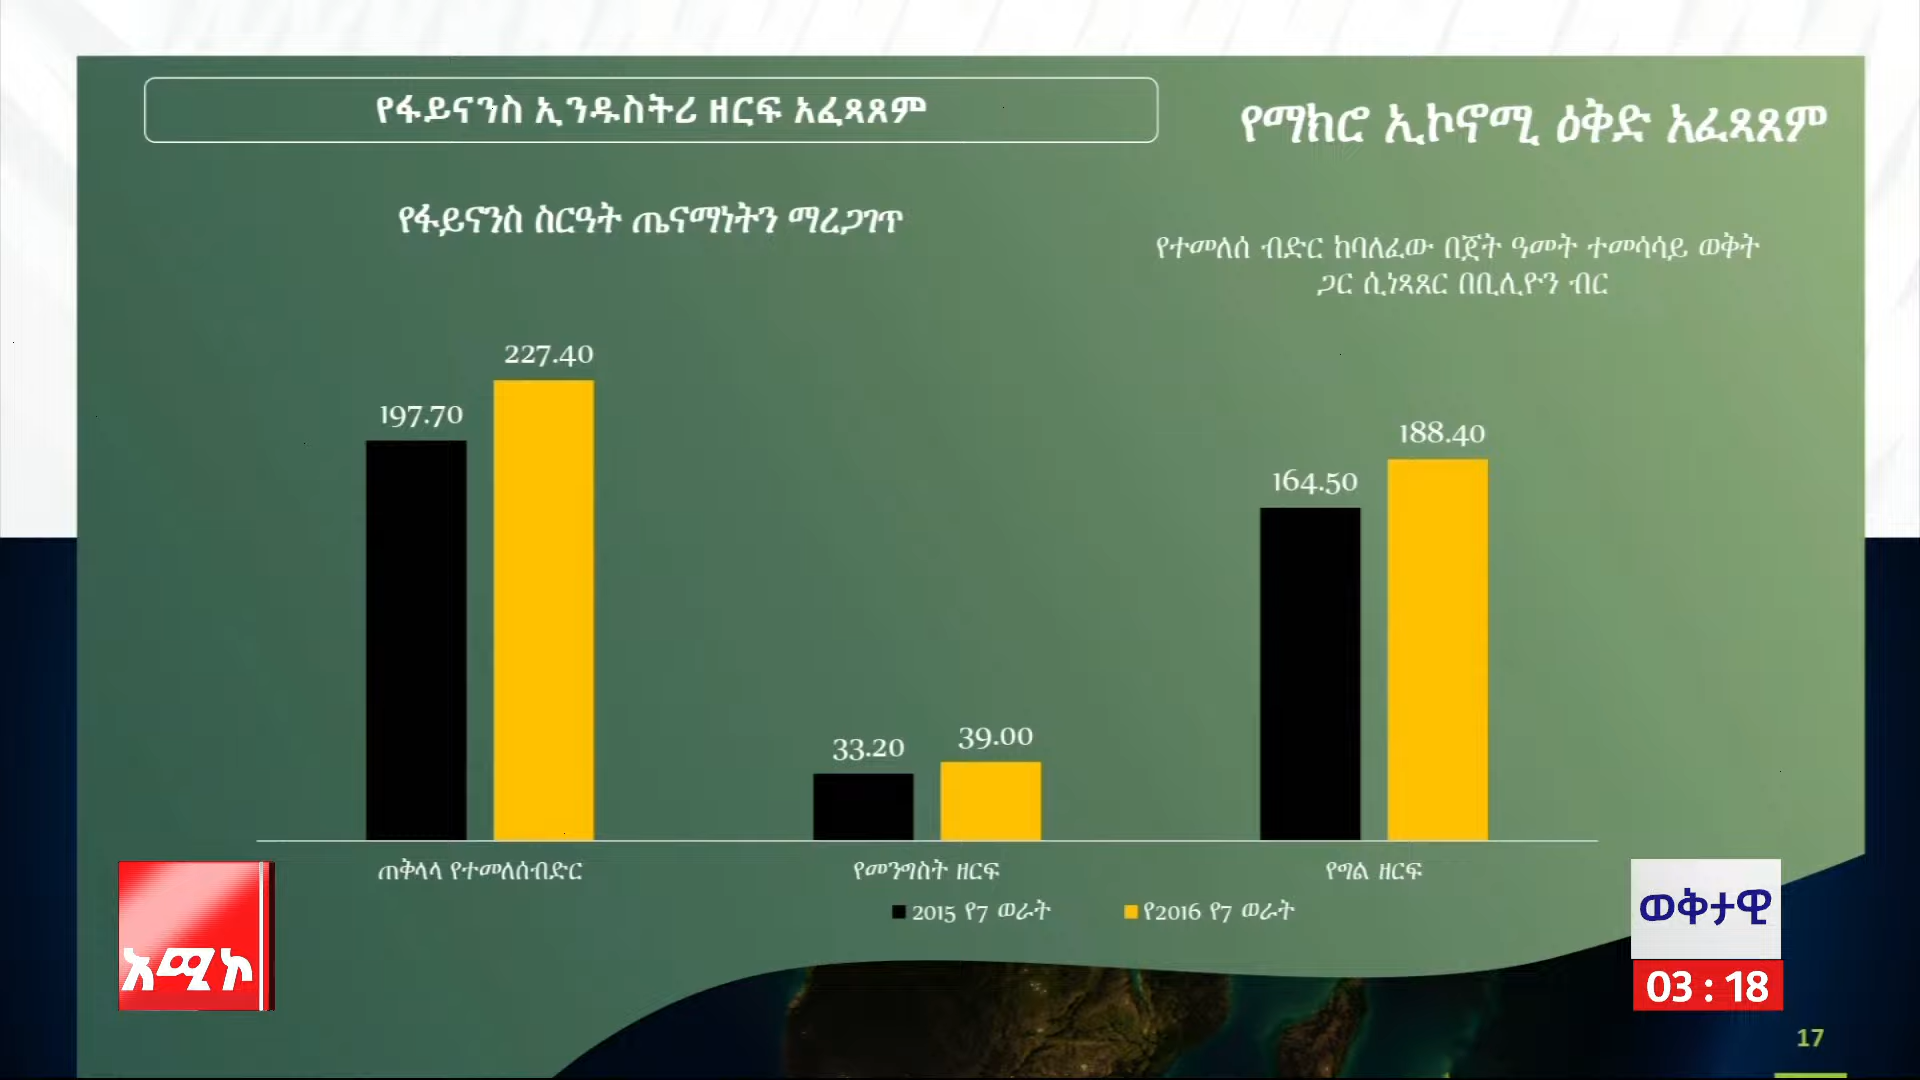 የፋይናንስ ኢንዱስትሪ ዘርፍ አፈጻጸም
የማክሮ ኢኮኖሚ ዕቅድ አፈጻጸም
የፋይናንስ ስርዓት ጤናማነትን ማረጋገጥ
የተመለሰ ብድር ከባለፈው በጀት ዓመት ተመሳሳይ ወቅት
ጋር ሲነጻጸር በቢሊዮን ብር
197.70
227.40
33.20
39.00
164.50
188.40
ጠቅላላ የተመለሰብድር
የመንግስት ዘርፍ
የግል ዘርፍ
2015 የ7 ወራት
የ2016 የ7 ወራት
አሚኮ
ወቅታዊ
03 : 18
17